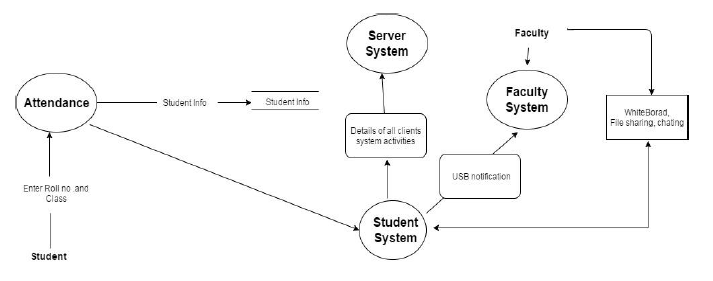 Server
System
Faculty
Attendance
Student Info
Student Info
Faculty
System
WhiteBorad,
File sharing, chating
Details of all clients
system activities
USB notification
Enter Roll no .and
Class
Student
System
Student